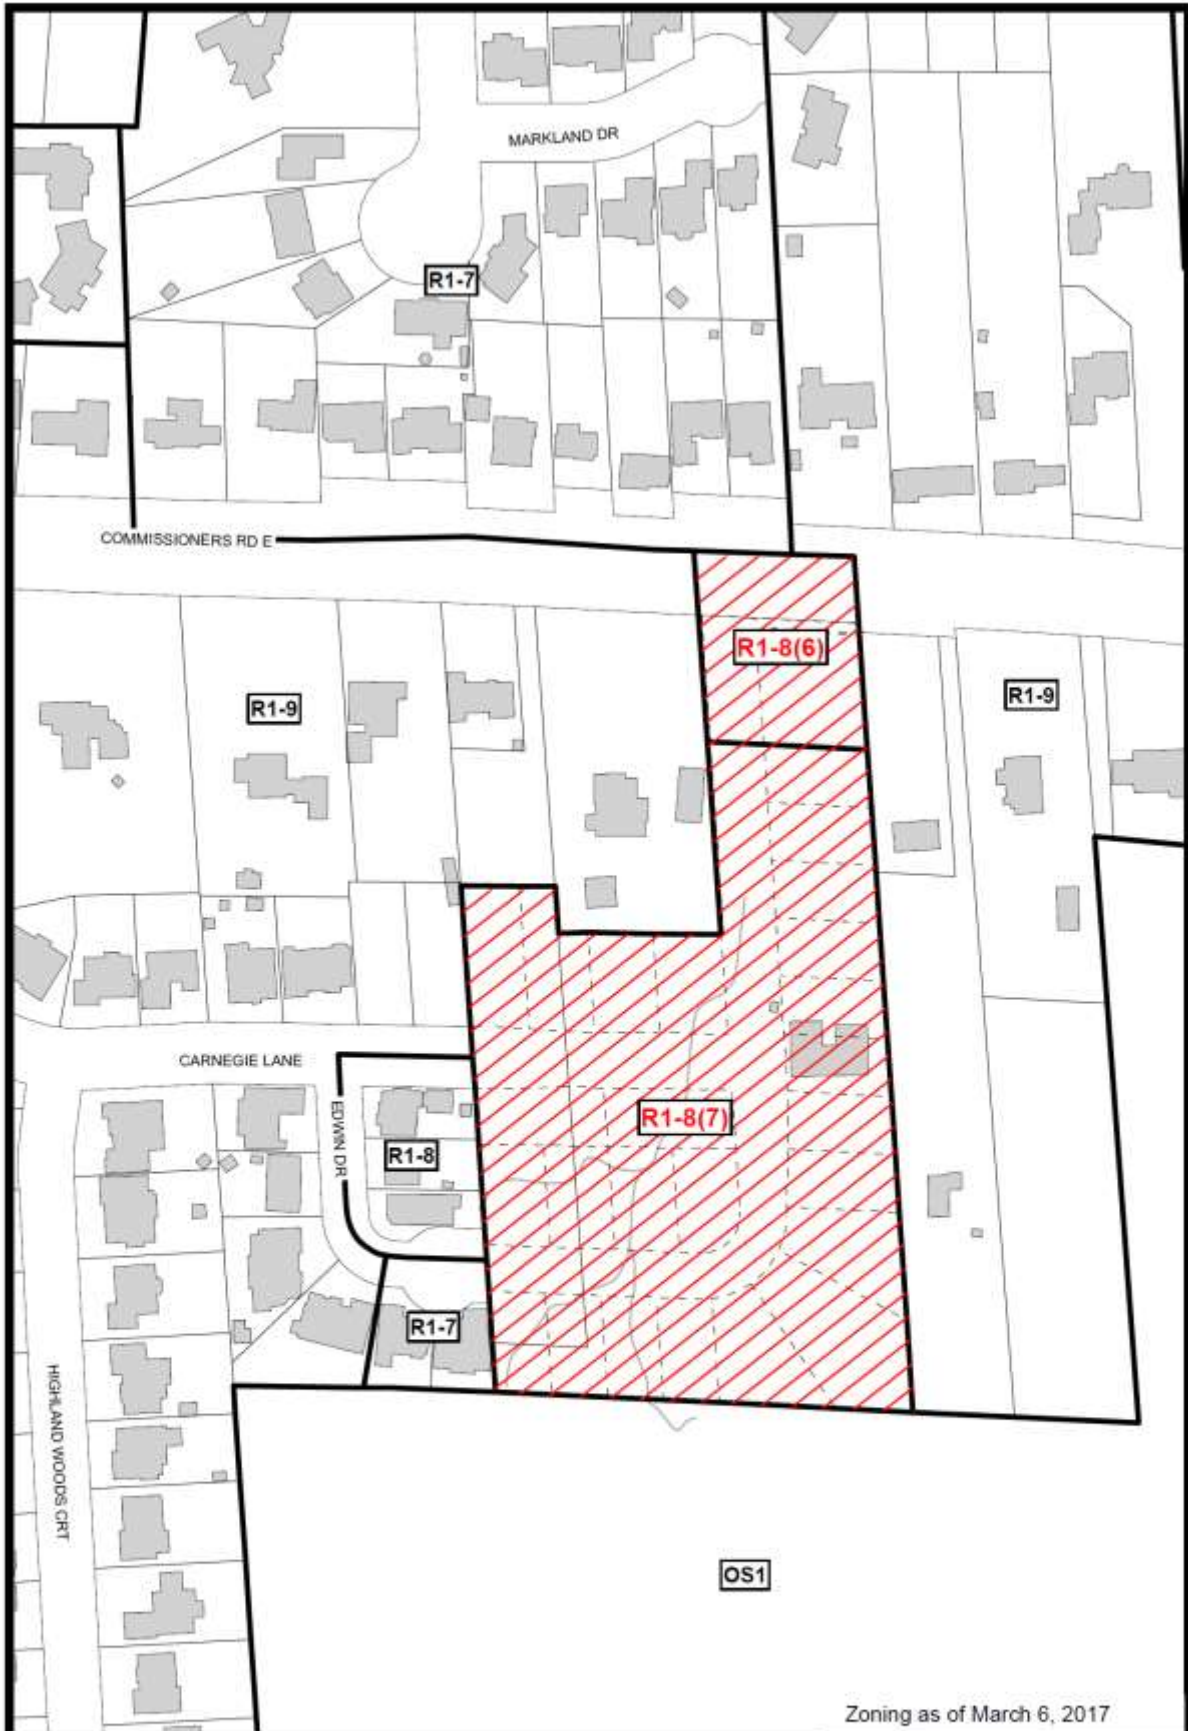 MARKLAND DR
R1-7
COMMISSIONERS RD E
R1-8(6)
R1-9
R1-9
CARNEGIE LANE
EDWIN DR
R1-8
R1-8(7)
R1-7
HIGHLAND WOODS CRT
OS1
Zoning as of March 6, 2017